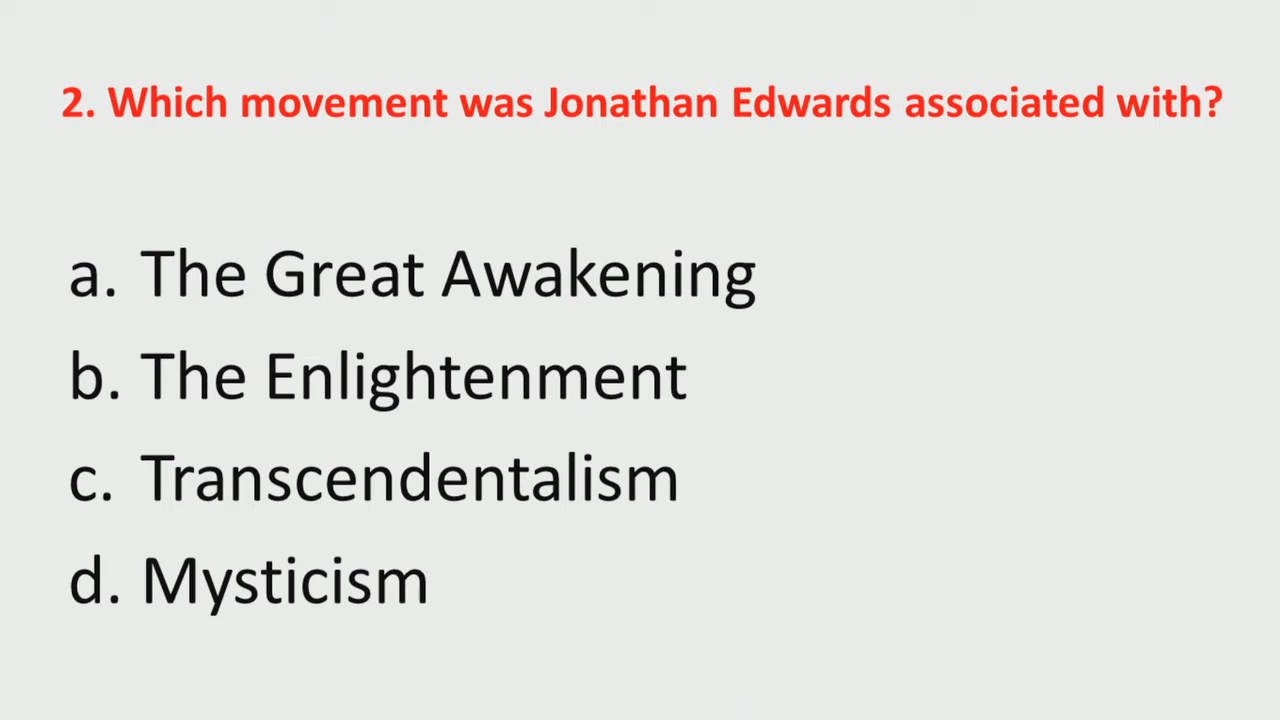 2. Which movement was Jonathan Edwards associated with?
a. The Great Awakening
b. The Enlightenment
c. Transcendentalism
d. Mysticism